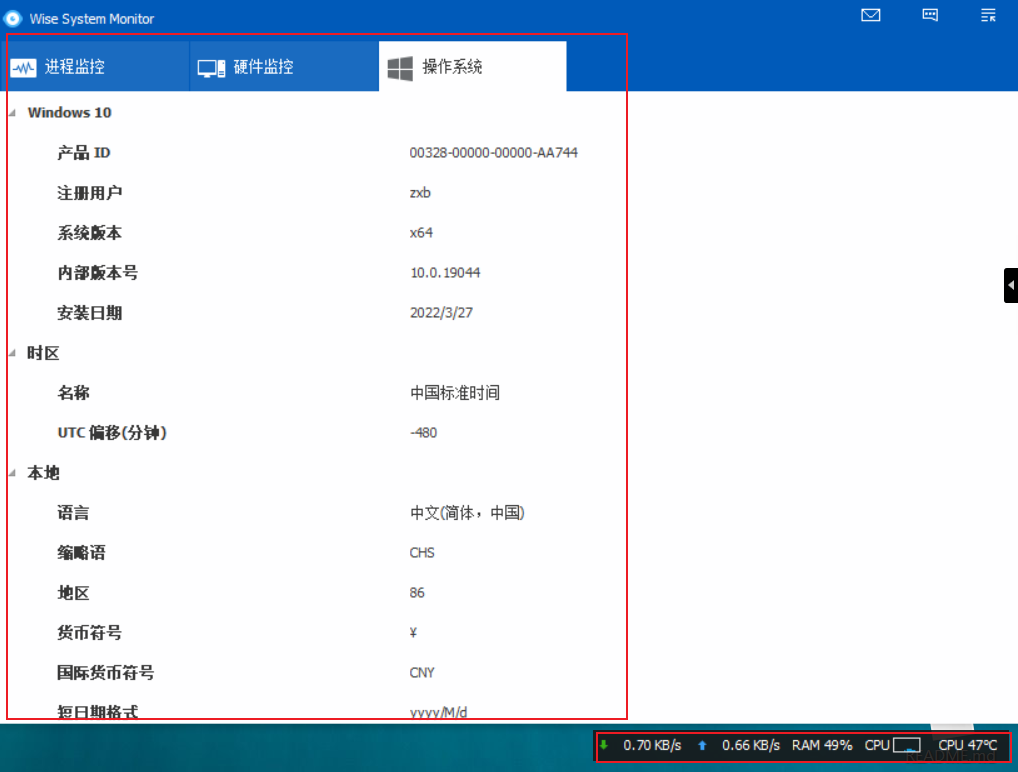 Wise System Monitor
进程监控 硬件监控 操作系统
Windows 10
产品 ID 00328-00000-00000-AA744
注册用户 zxb
系统版本 x64
内部版本号 10.0.19044
安装日期 2022/3/27
时区
名称 中国标准时间
UTC 偏移(分钟) -480
本地
语言 中文(简体，中国)
缩略语 CHS
地区 86
货币符号 ¥
国际货币符号 CNY
短日期格式 yyyy/M/d
0.70 KB/s 0.66 KB/s RAM 49% CPU CPU 47℃
README.md